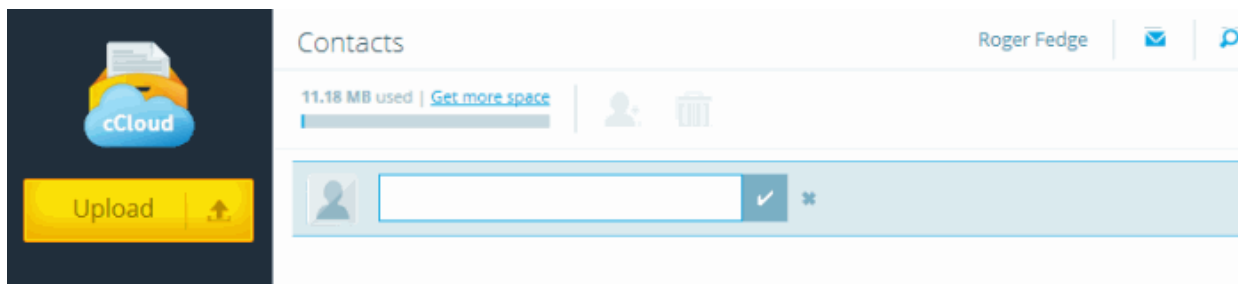 cCloud
Upload
Contacts
Roger Fedge
11.18 MB used | Get more space